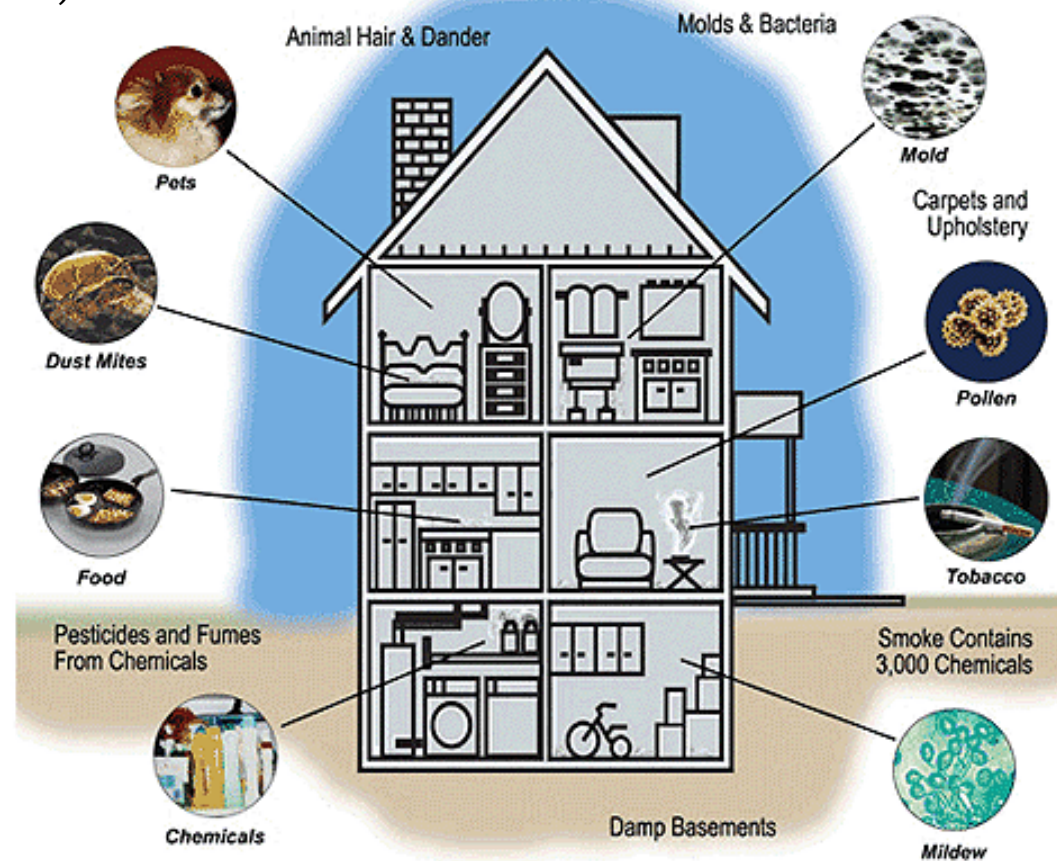 Animal Hair & Dander
Molds & Bacteria
Pets
Mold
Carpets and
Upholstery
Dust Mites
Pollen
Food
Tobacco
Pesticides and Fumes
From Chemicals
Smoke Contains
3,000 Chemicals
Chemicals
Damp Basements
Mildew